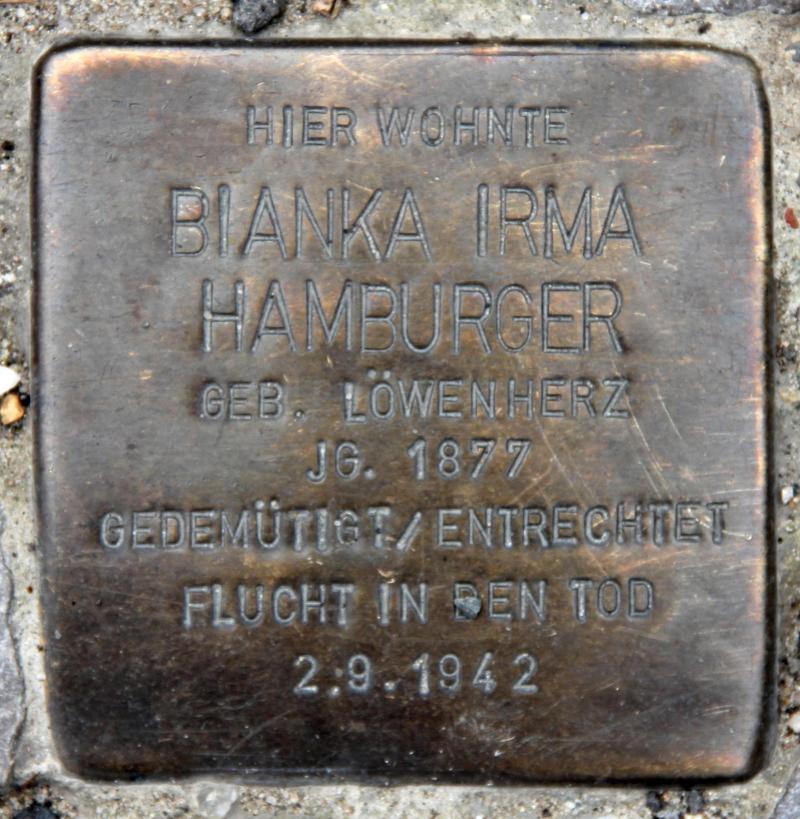 HIER WOHNTE
BIANKA IRMA
HAMBURGER
GEB. LÖWENHERZ
JG. 1877
GEDEMÜTIGT/ENTRECHTET
FLUCHT IN DEN TOD
2.9.1942